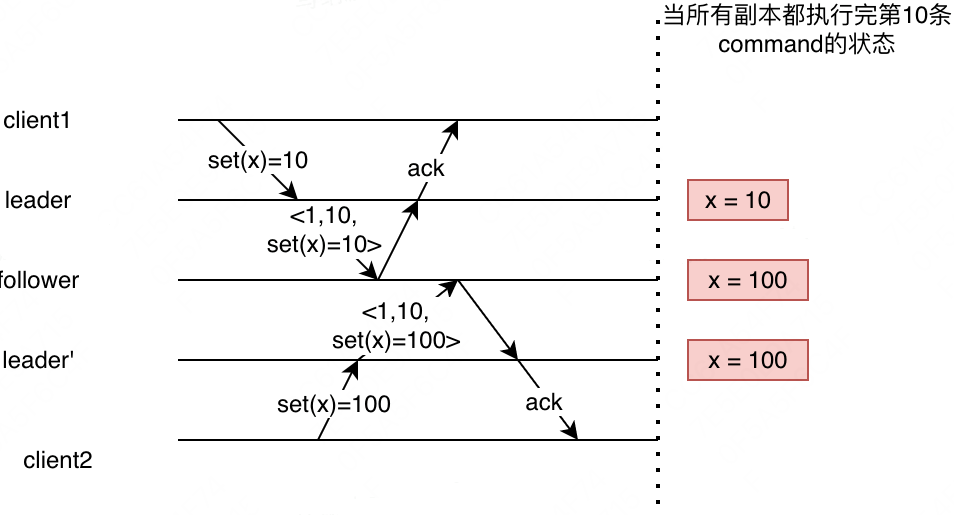 当所有副本都执行完第10条
command的状态
client1
set(x)=10
ack
leader
x = 10
<1,10,
set(x)=10>
follower
x = 100
<1,10,
set(x)=100>
leader'
x = 100
set(x)=100
ack
client2